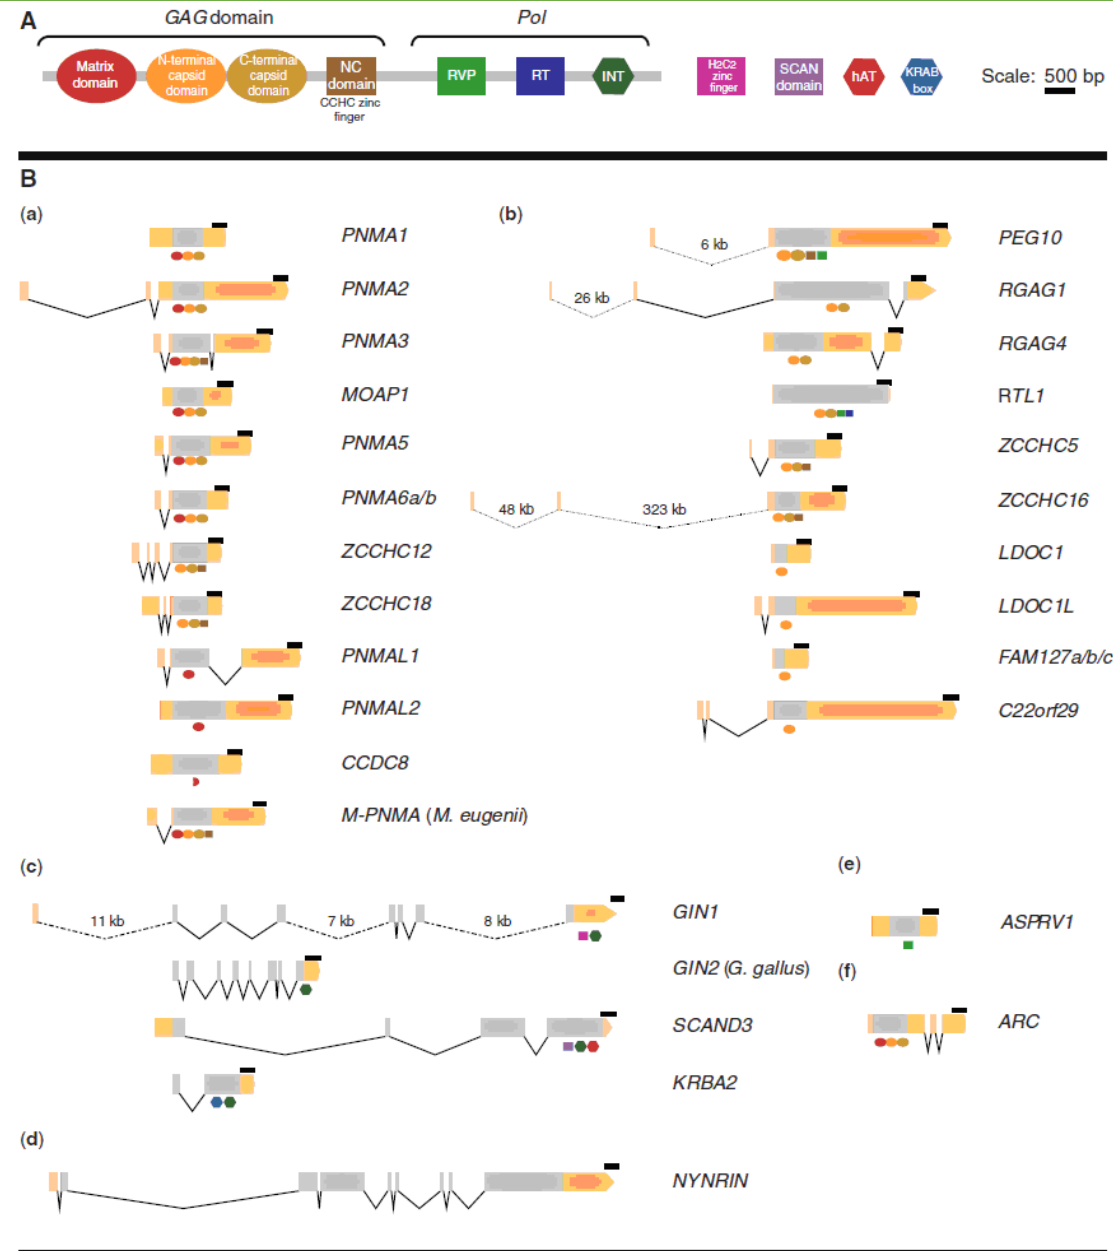 A
GAG domain
Pol
Matrix domain
N-terminal capsid domain
C-terminal capsid domain
NC domain
CCHC zinc finger
RVP
RT
INT
H2C2 zinc finger
SCAN domain
hAT
KRAB box
Scale: 500 bp
B
(a)
PNMA1
PNMA2
PNMA3
MOAP1
PNMA5
PNMA6a/b
ZCCHC12
ZCCHC18
PNMAL1
PNMAL2
CCDC8
M-PNMA (M. eugenii)
(b)
6 kb
PEG10
26 kb
RGAG1
RGAG4
RTL1
ZCCHC5
48 kb
323 kb
ZCCHC16
LDOC1
LDOC1L
FAM127a/b/c
C22orf29
(c)
11 kb
7 kb
8 kb
GIN1
GIN2 (G. gallus)
SCAND3
KRBA2
(d)
NYNRIN
(e)
ASPRV1
(f)
ARC